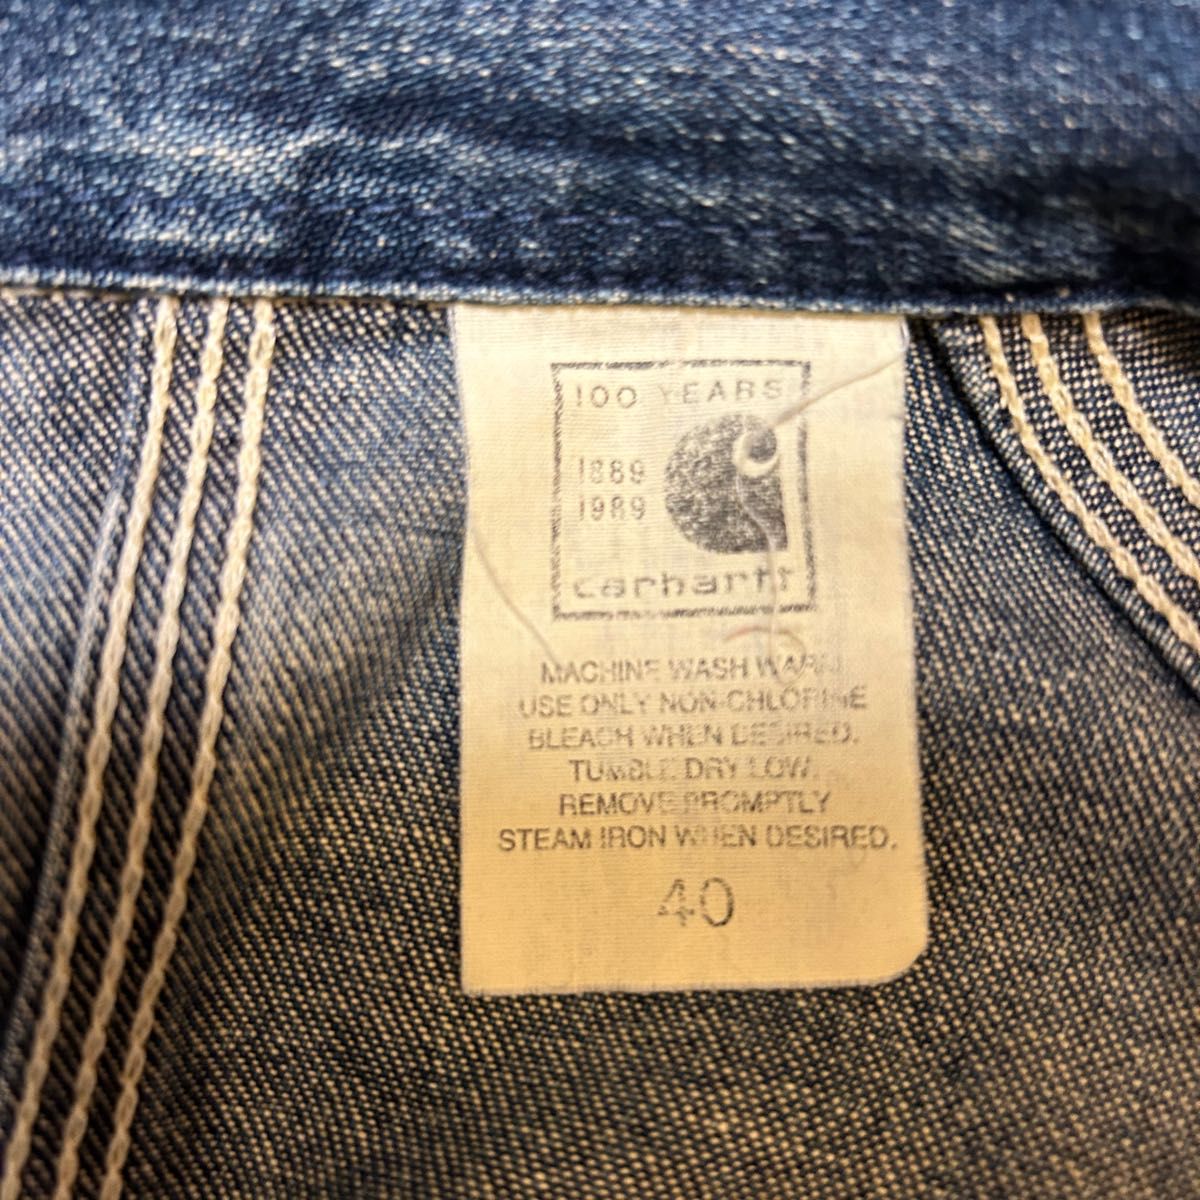 100 YEARS
1889
1989
carhartt
MACHINE WASH WARM
USE ONLY NON-CHLORINE
BLEACH WHEN DESIRED.
TUMBLE DRY LOW.
REMOVE PROMPTLY
STEAM IRON WHEN DESIRED.
40